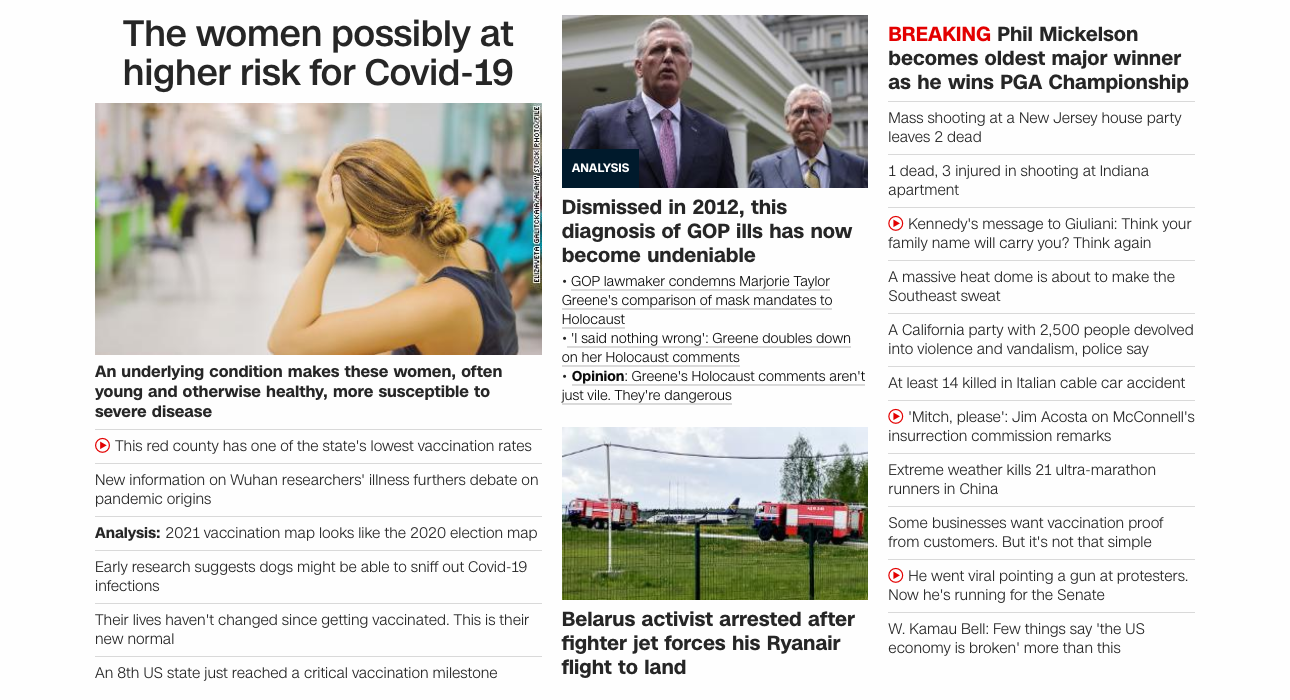 The women possibly at
higher risk for Covid-19
ELIZAVETA GALITCKAIA/ALAMY STOCK PHOTO/FILE
An underlying condition makes these women, often
young and otherwise healthy, more susceptible to
severe disease
This red county has one of the state's lowest vaccination rates
New information on Wuhan researchers' illness furthers debate on
pandemic origins
Analysis: 2021 vaccination map looks like the 2020 election map
Early research suggests dogs might be able to sniff out Covid-19
infections
Their lives haven't changed since getting vaccinated. This is their
new normal
An 8th US state just reached a critical vaccination milestone
ANALYSIS
Dismissed in 2012, this
diagnosis of GOP ills has now
become undeniable
• GOP lawmaker condemns Marjorie Taylor
Greene's comparison of mask mandates to
Holocaust
• 'I said nothing wrong': Greene doubles down
on her Holocaust comments
• Opinion: Greene's Holocaust comments aren't
just vile. They're dangerous
Belarus activist arrested after
fighter jet forces his Ryanair
flight to land
BREAKING Phil Mickelson
becomes oldest major winner
as he wins PGA Championship
Mass shooting at a New Jersey house party
leaves 2 dead
1 dead, 3 injured in shooting at Indiana
apartment
Kennedy's message to Giuliani: Think your
family name will carry you? Think again
A massive heat dome is about to make the
Southeast sweat
A California party with 2,500 people devolved
into violence and vandalism, police say
At least 14 killed in Italian cable car accident
'Mitch, please': Jim Acosta on McConnell's
insurrection commission remarks
Extreme weather kills 21 ultra-marathon
runners in China
Some businesses want vaccination proof
from customers. But it's not that simple
He went viral pointing a gun at protesters.
Now he's running for the Senate
W. Kamau Bell: Few things say 'the US
economy is broken' more than this